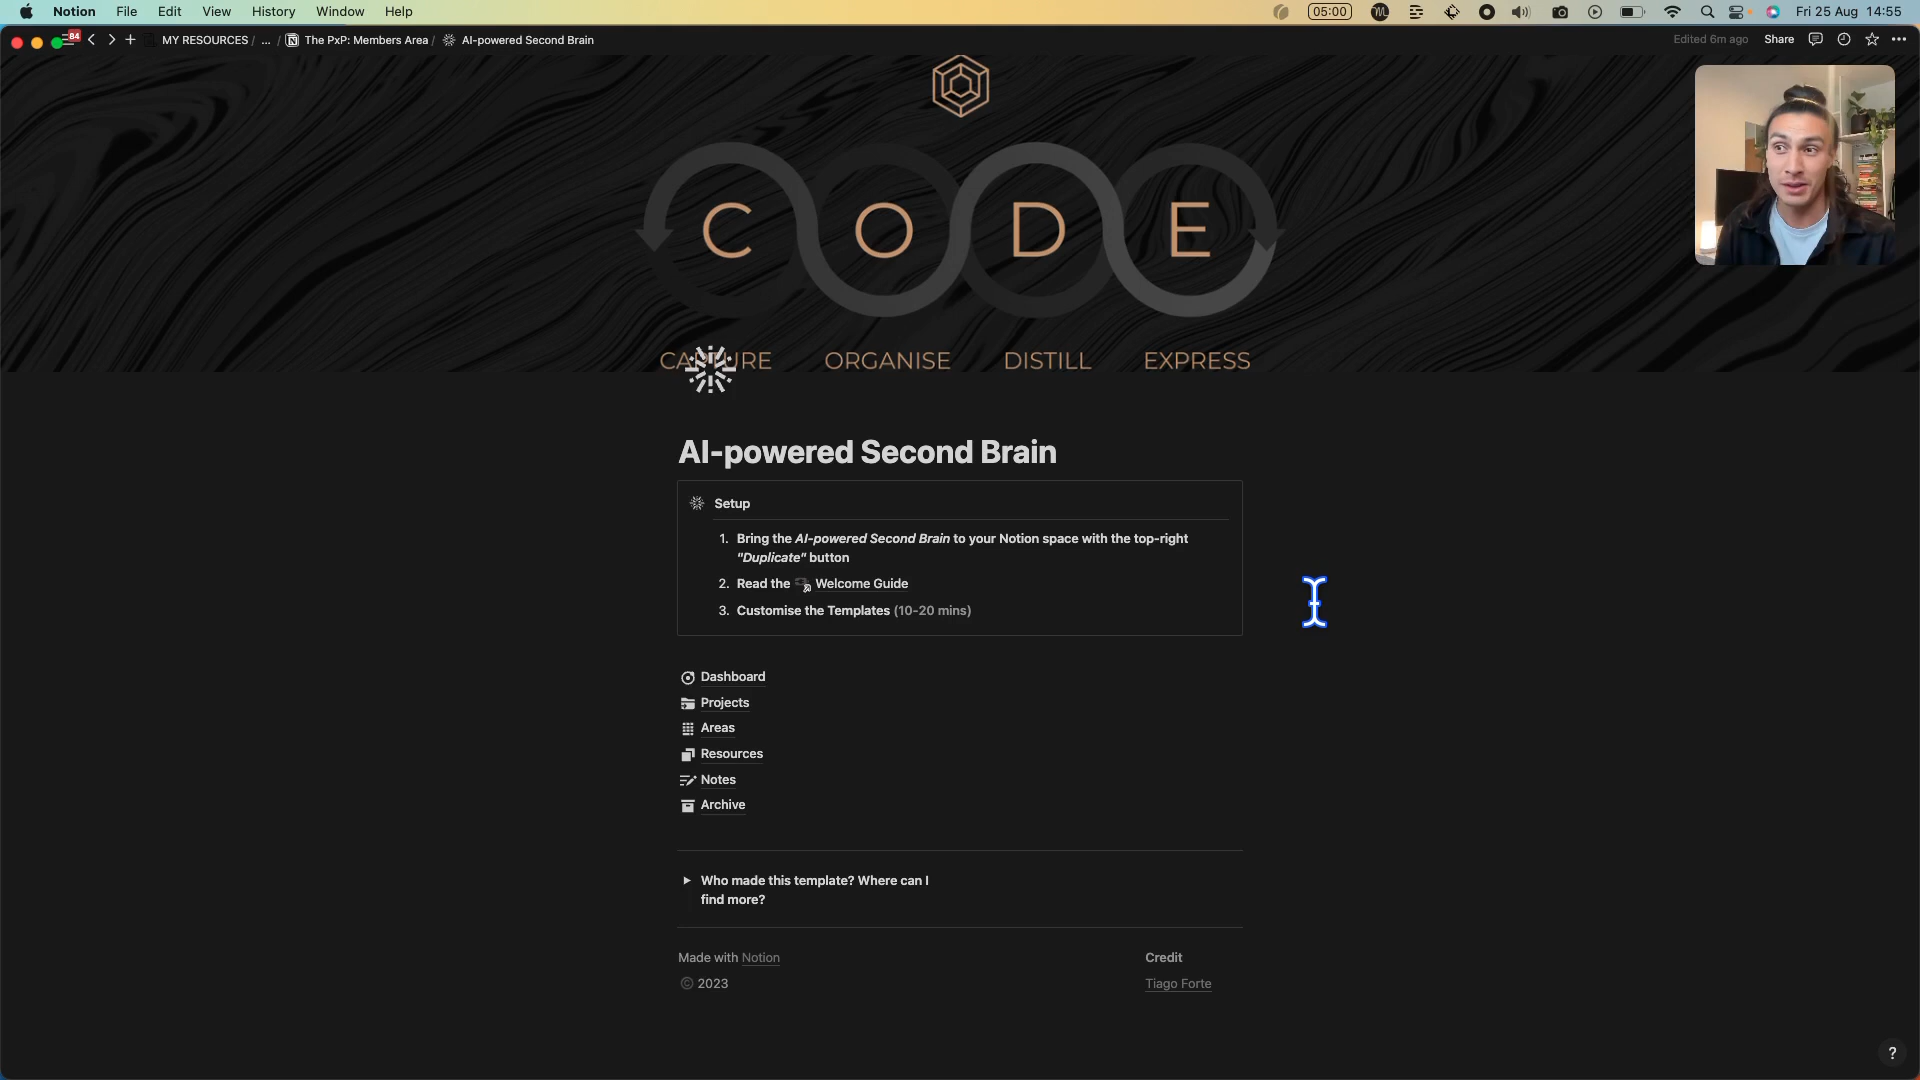 Notion File Edit View History Window Help 05:00 Fri 25 Aug 14:55
84 MY RESOURCES / ... / The PxP: Members Area / AI-powered Second Brain Edited 6m ago Share
C O D E
CAPTURE ORGANISE DISTILL EXPRESS
AI-powered Second Brain
Setup
1. Bring the AI-powered Second Brain to your Notion space with the top-right
"Duplicate" button
2. Read the Welcome Guide
3. Customise the Templates (10-20 mins)
Dashboard
Projects
Areas
Resources
Notes
Archive
Who made this template? Where can I
find more?
Made with Notion Credit
© 2023 Tiago Forte
?